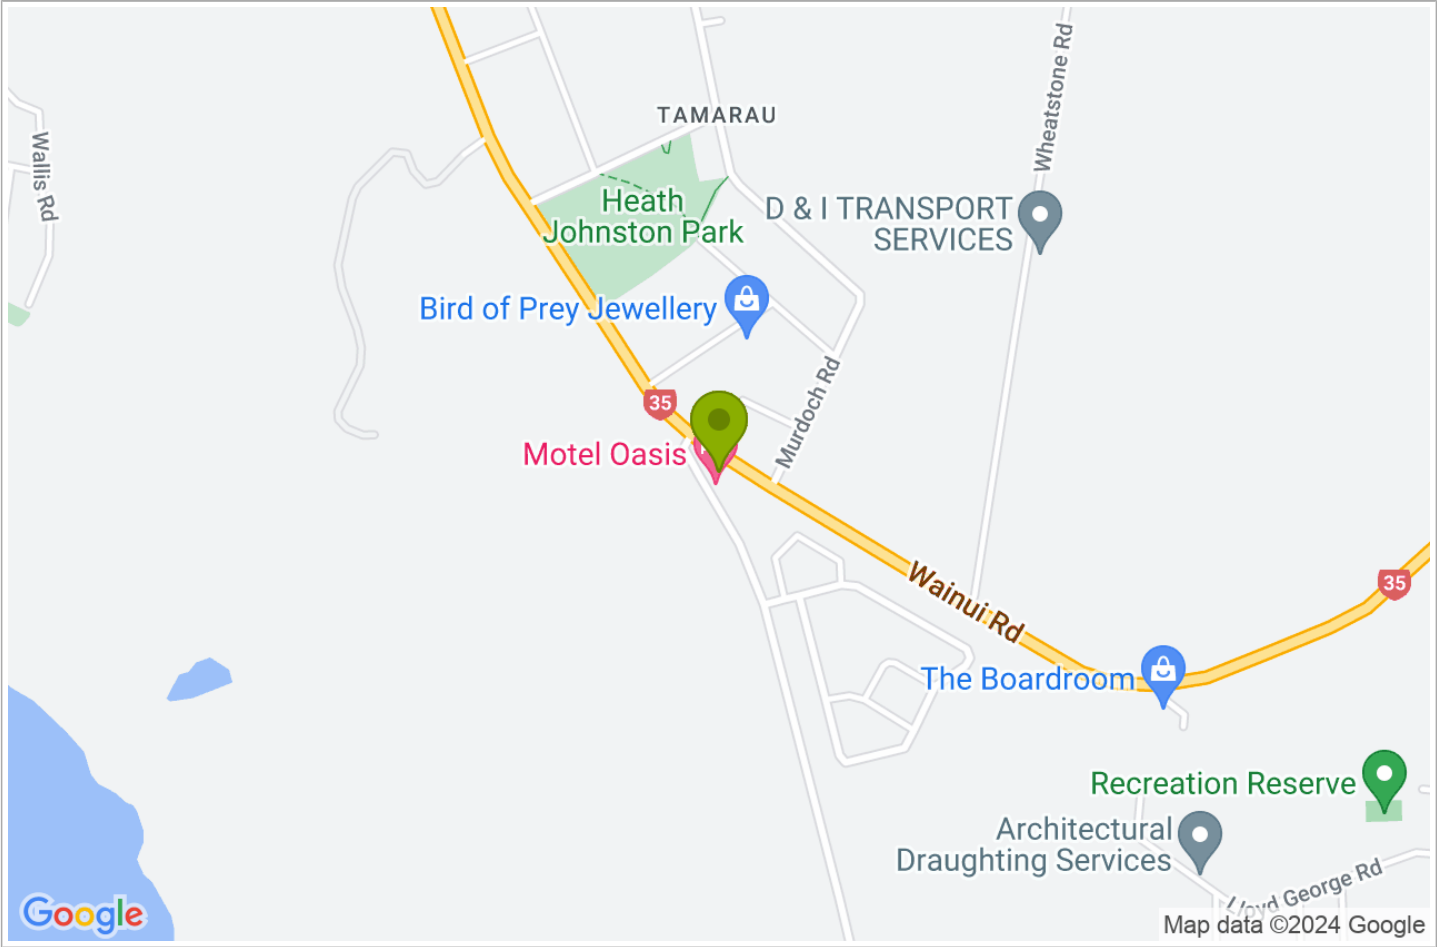 Wheatstone Rd
TAMARAU
Wallis Rd
Heath
Johnston Park
D & I TRANSPORT
SERVICES
Bird of Prey Jewellery
35
Murdoch Rd
Motel Oasis
Wainui Rd
35
The Boardroom
Recreation Reserve
Architectural
Draughting Services
Lloyd George Rd
Google
Map data ©2024 Google